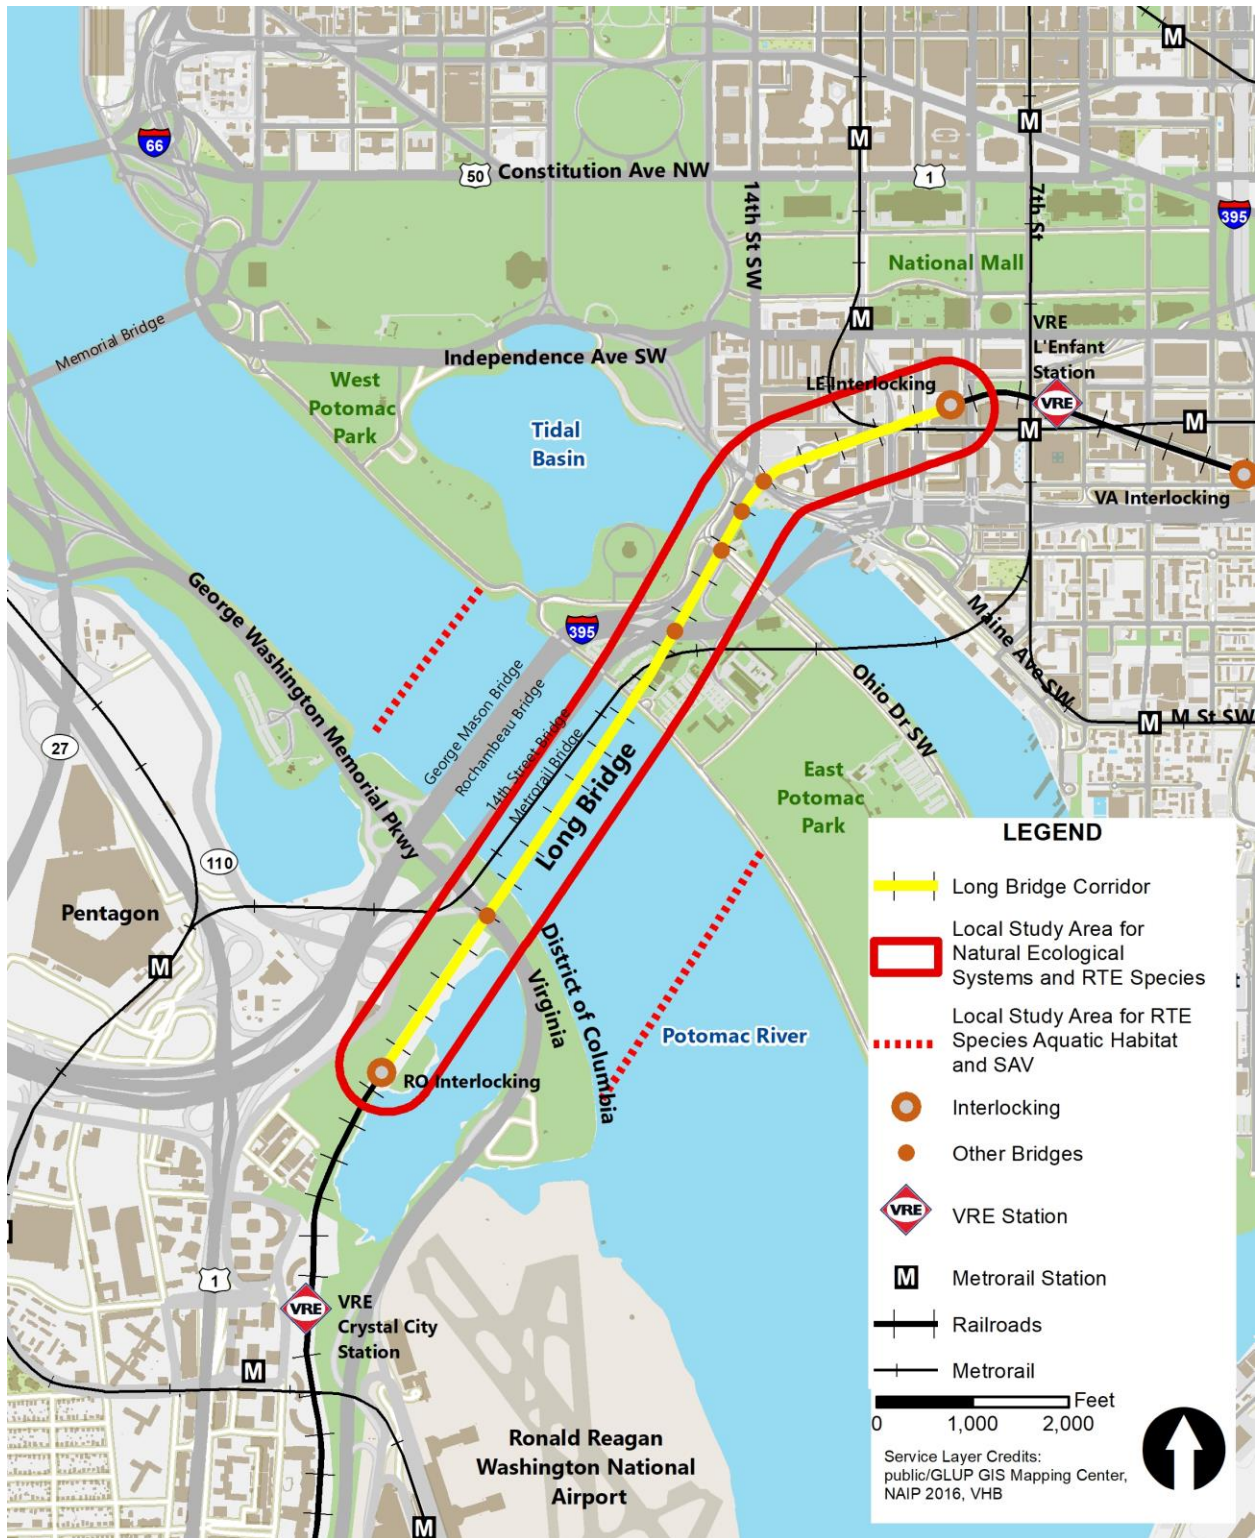 M
66
50
Constitution Ave NW
M
M
1
395
14th St SW
7th St
National Mall
Memorial Bridge
M
VRE
L'Enfant
Station
Independence Ave SW
West
Potomac
Park
LE Interlocking
VRE
Tidal
Basin
M
M
VA Interlocking
George Washington Memorial Pkwy
395
Maine Ave SW
Ohio Dr SW
M
M St SW
George Mason Bridge
Rochambeau Bridge
14th Street Bridge
Metrorail Bridge
Long Bridge
27
110
East
Potomac
Park
Pentagon
M
District of Columbia
Virginia
Potomac River
RO Interlocking
1
VRE
VRE
Crystal City
Station
M
Ronald Reagan
Washington National
Airport
M
LEGEND
Long Bridge Corridor
Local Study Area for
Natural Ecological
Systems and RTE Species
t
Local Study Area for RTE
Species Aquatic Habitat
and SAV
Interlocking
Other Bridges
VRE
VRE Station
M
Metrorail Station
Railroads
Metrorail
Feet
0 1,000 2,000
Service Layer Credits:
public/GLUP GIS Mapping Center,
NAIP 2016, VHB